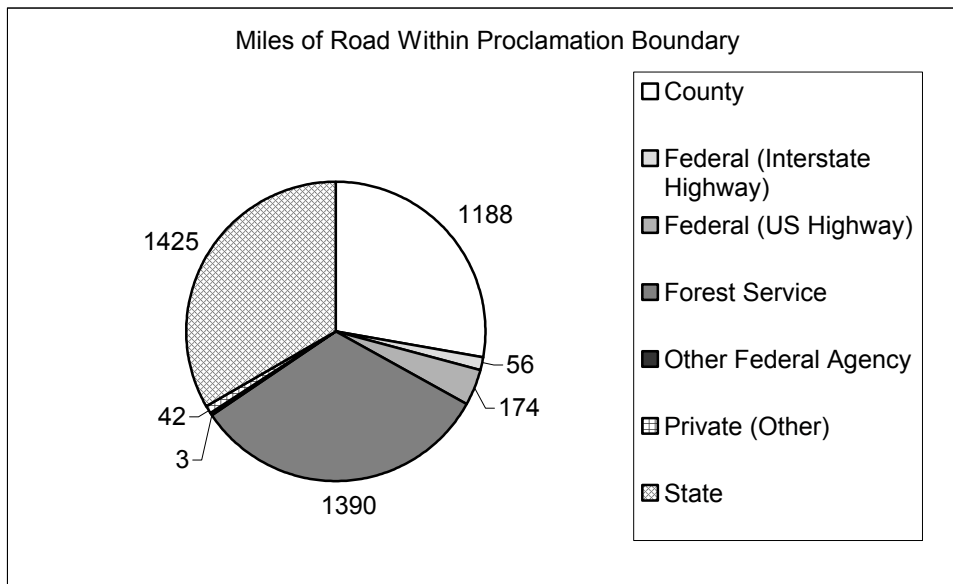 Miles of Road Within Proclamation Boundary
1188
56
174
1390
3
42
1425
County
Federal (Interstate
Highway)
Federal (US Highway)
Forest Service
Other Federal Agency
Private (Other)
State